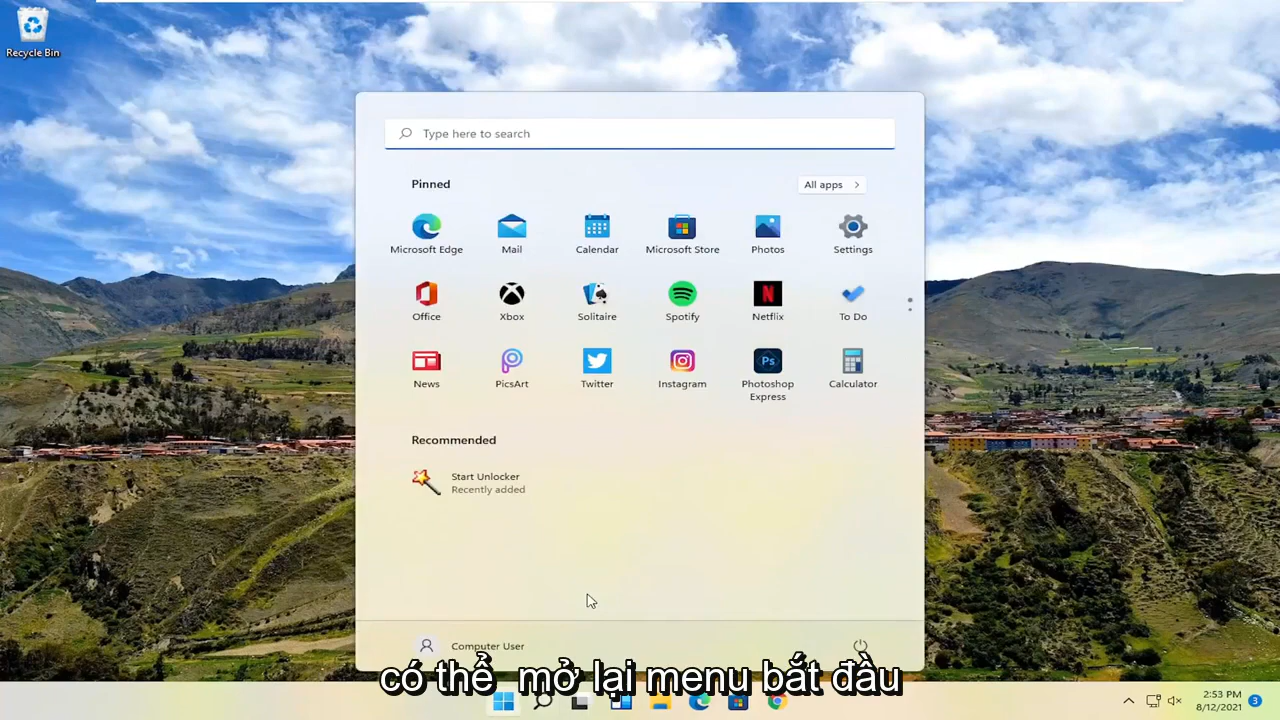 Recycle Bin
Type here to search
Pinned
All apps
Microsoft Edge
Mail
Calendar
Microsoft Store
Photos
Settings
Office
Xbox
Solitaire
Spotify
Netflix
To Do
News
PicsArt
Twitter
Instagram
Photoshop
Express
Calculator
Recommended
Start Unlocker
Recently added
Computer User
có thể mở lại menu bắt đầu
2:53 PM
8/12/2021
3